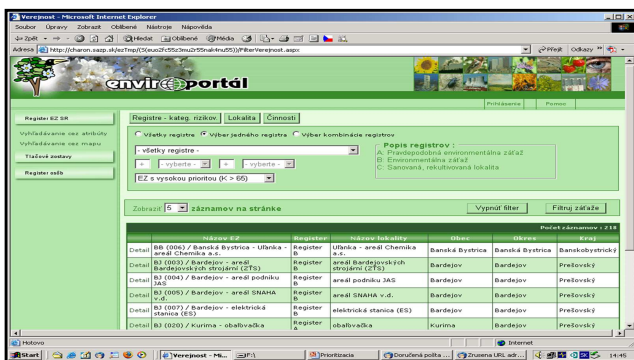 Verejnost - Microsoft Internet Explorer
Soubor Úpravy Zobrazit Oblíbené Nástroje Nápověda
Zpět Hledat Oblíbené Média
Adresa http://charon.sazp.sk/ezTmp/(S(euo2fc55z3mu2r55nak4nu55))/FilterVerejnost.aspx Přejít Odkazy
enviroportál
Prihlásenie Pomoc
Register EZ SR
Vyhľadávanie cez atribúty
Vyhľadávanie cez mapu
Tlačové zostavy
Register osôb
Registre - kateg. rizikov. Lokalita Činnosti
Všetky registre Výber jedného registra Výber kombinácie registrov
- všetky registre -
+ - vyberte - + - vyberte -
EZ s vysokou prioritou (K > 65)
Popis registrov :
A: Pravdepodobná environmentálna záťaž
B: Environmentálna záťaž
C: Sanovaná, rekultivovaná lokalita
Zobraziť 5 záznamov na stránke Vypnúť filter Filtruj záťaže
Počet záznamov : 218
Názov EZ Register Názov lokality Obec Okres Kraj
Detail BB (006) / Banská Bystrica - Uľanka - areál Chemika a.s. Register B Uľanka - areál Chemika a.s. Banská Bystrica Banská Bystrica Banskobystrický
Detail BJ (003) / Bardejov - areál Bardejovských strojární (ZŤS) Register B areál Bardejovských strojární (ZŤS) Bardejov Bardejov Prešovský
Detail BJ (004) / Bardejov - areál podniku JAS Register B areál podniku JAS Bardejov Bardejov Prešovský
Detail BJ (005) / Bardejov - areál SNAHA v.d. Register B areál SNAHA v.d. Bardejov Bardejov Prešovský
Detail BJ (007) / Bardejov - elektrická stanica (ES) Register B elektrická stanica (ES) Bardejov Bardejov Prešovský
Detail BJ (020) / Kurima - obaľovačka Register A obaľovačka Kurima Bardejov Prešovský
Hotovo Internet
Start Verejnost - Mi... F:\ Prioritizacia Doručená pošta ... Zrusena URL adr... 14:45